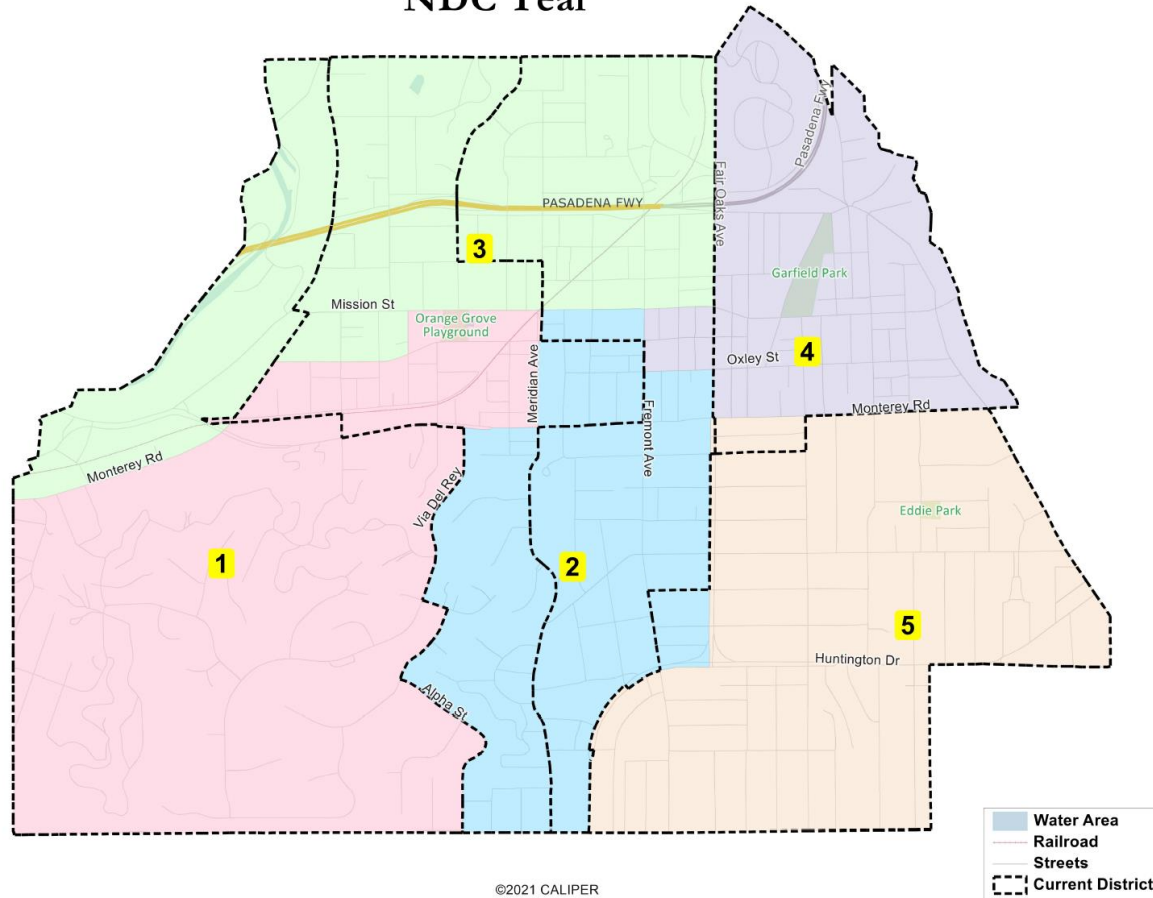 NDC Teal
Pasadena Fwy
Fair Oaks Ave
PASADENA FWY
3
Garfield Park
Mission St
Orange Grove
Playground
Meridian Ave
Oxley St
4
Fremont Ave
Monterey Rd
Monterey Rd
Via Del Rey
Eddie Park
1
2
5
Huntington Dr
Alpha St
Water Area
Railroad
Streets
Current District
©2021 CALIPER